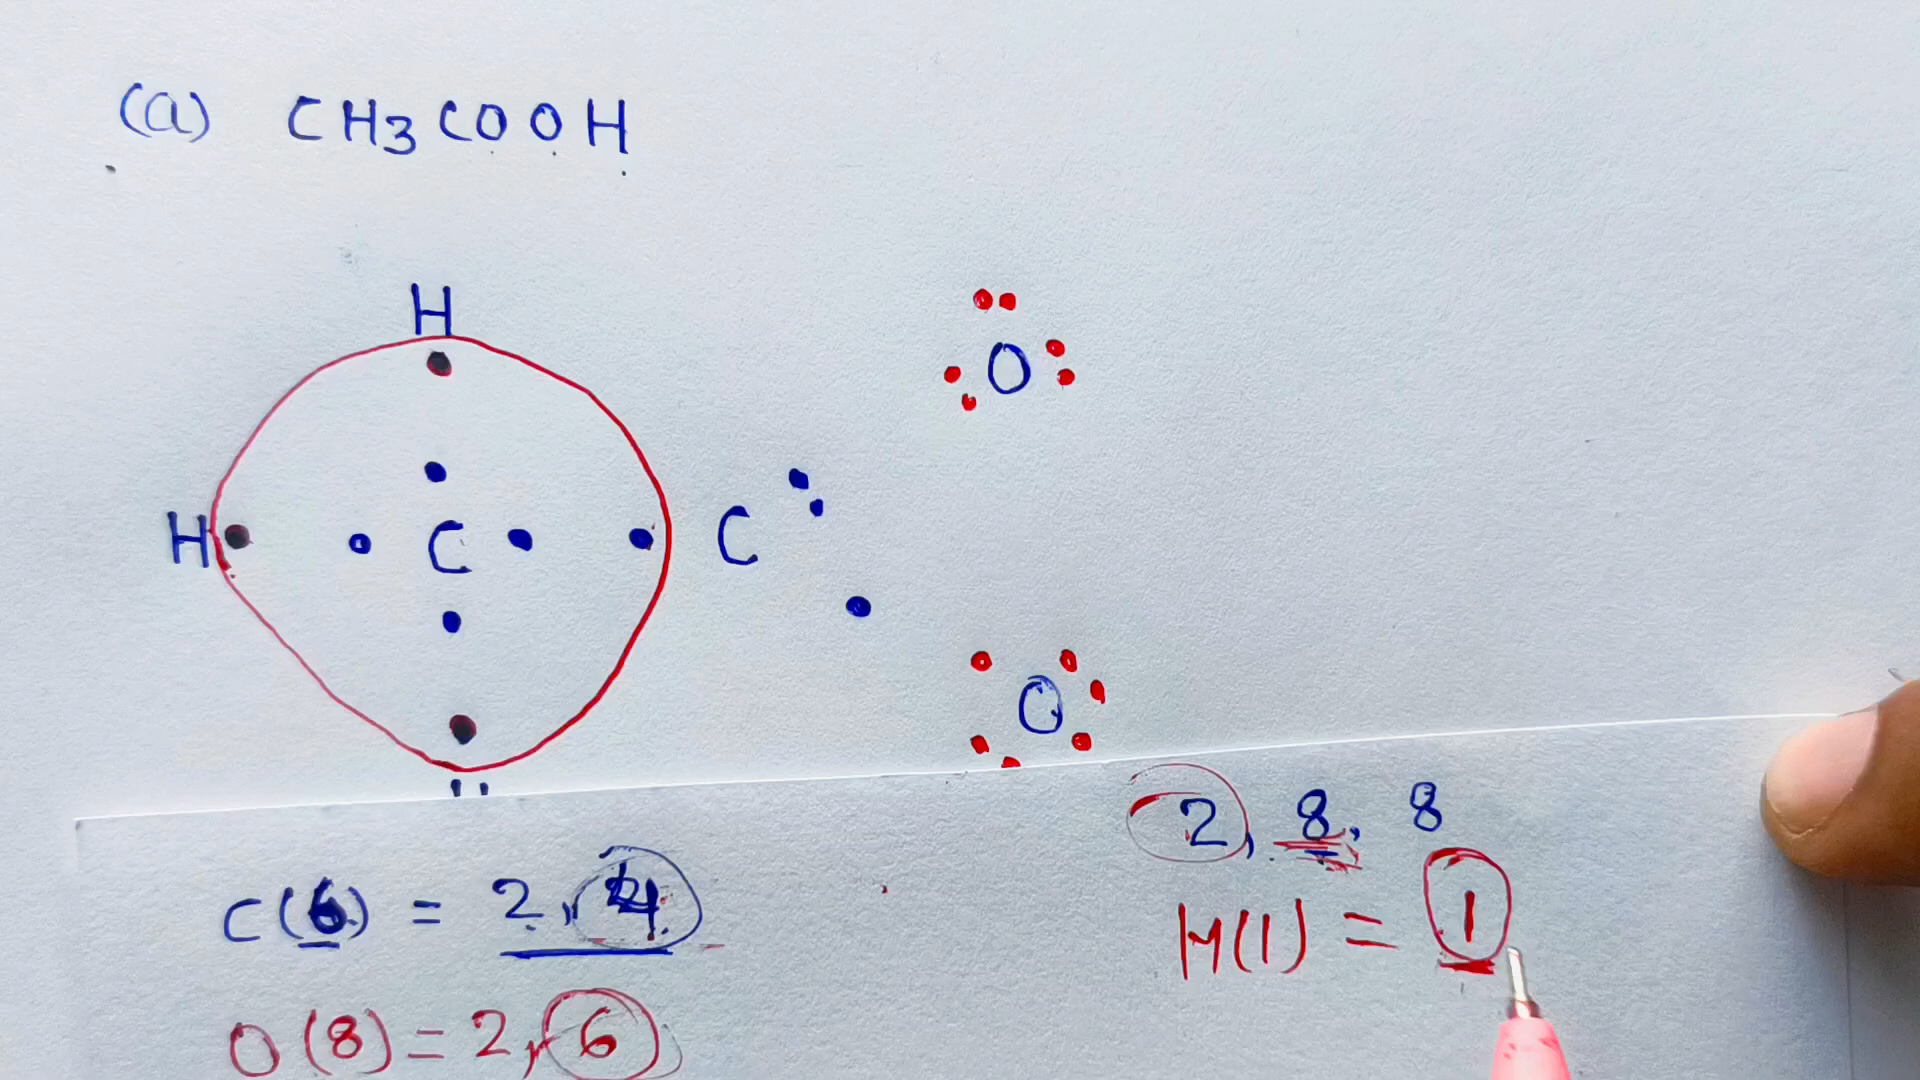 (a) CH3COOH
H
O
H C C
O
2, 8, 8
C(6) = 2, 4
H(1) = 1
O(8) = 2, 6